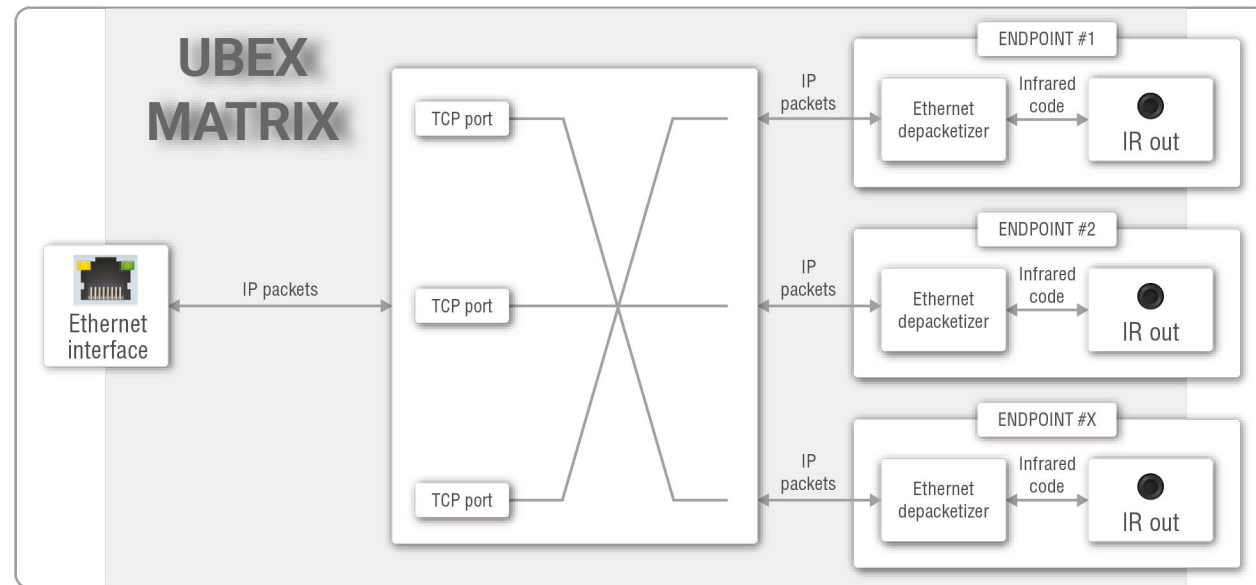 UBEX
MATRIX
Ethernet
interface
IP packets
TCP port
TCP port
TCP port
IP
packets
ENDPOINT #1
Ethernet
depacketizer
Infrared
code
IR out
IP
packets
ENDPOINT #2
Ethernet
depacketizer
Infrared
code
IR out
IP
packets
ENDPOINT #X
Ethernet
depacketizer
Infrared
code
IR out